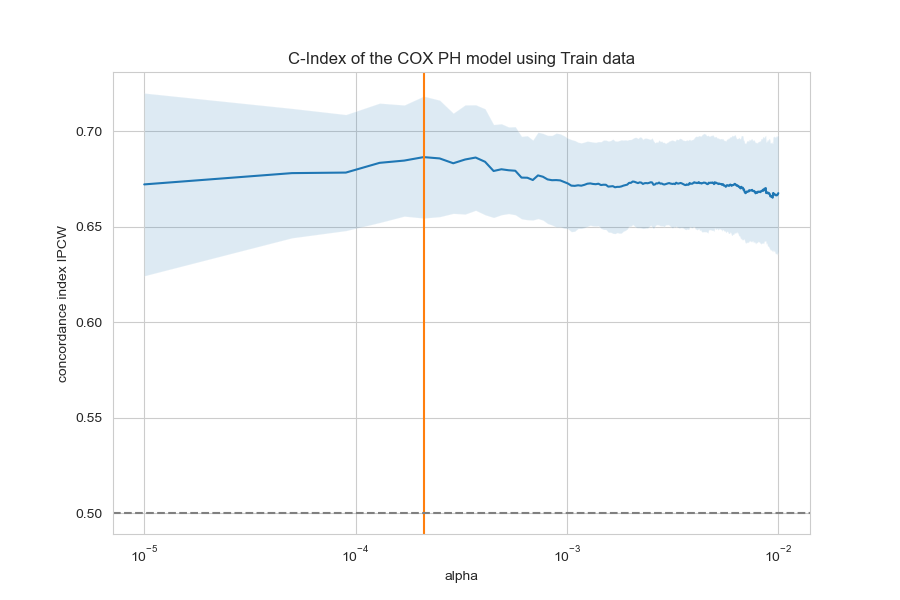 C-Index of the COX PH model using Train data
concordance index IPCW
0.70
0.65
0.60
0.55
0.50
10⁻⁵ 10⁻⁴ 10⁻³ 10⁻²
alpha